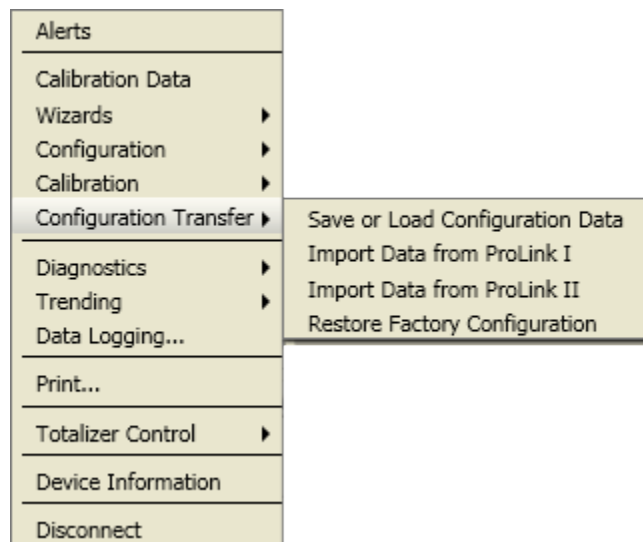 Alerts
Calibration Data
Wizards
Configuration
Calibration
Configuration Transfer
Save or Load Configuration Data
Import Data from ProLink I
Import Data from ProLink II
Restore Factory Configuration
Diagnostics
Trending
Data Logging...
Print...
Totalizer Control
Device Information
Disconnect